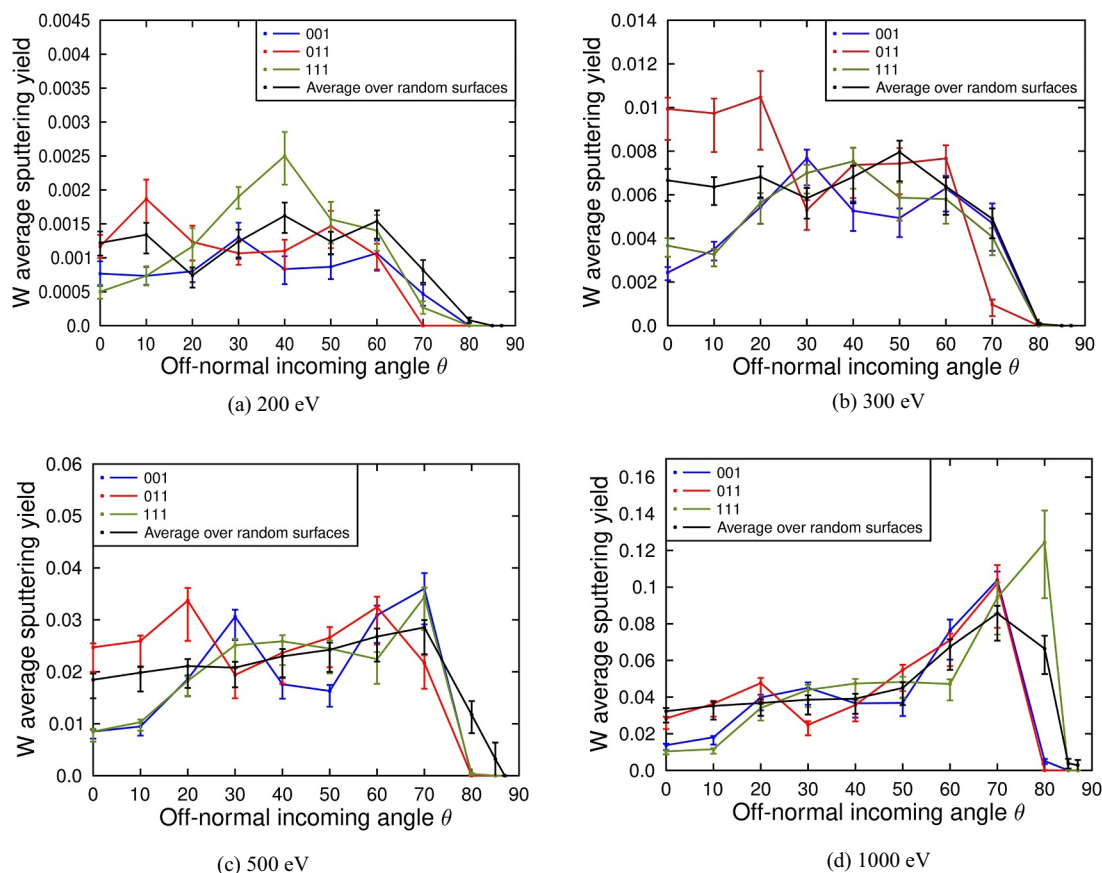 W average sputtering yield
0.0045
0.004
0.0035
0.003
0.0025
0.002
0.0015
0.001
0.0005
0.0
001
011
111
Average over random surfaces
0 10 20 30 40 50 60 70 80 90
Off-normal incoming angle θ
(a) 200 eV
W average sputtering yield
0.014
0.012
0.01
0.008
0.006
0.004
0.002
0.0
001
011
111
Average over random surfaces
0 10 20 30 40 50 60 70 80 90
Off-normal incoming angle θ
(b) 300 eV
W average sputtering yield
0.06
0.05
0.04
0.03
0.02
0.01
0.0
001
011
111
Average over random surfaces
0 10 20 30 40 50 60 70 80 90
Off-normal incoming angle θ
(c) 500 eV
W average sputtering yield
0.16
0.14
0.12
0.1
0.08
0.06
0.04
0.02
0.0
001
011
111
Average over random surfaces
0 10 20 30 40 50 60 70 80 90
Off-normal incoming angle θ
(d) 1000 eV